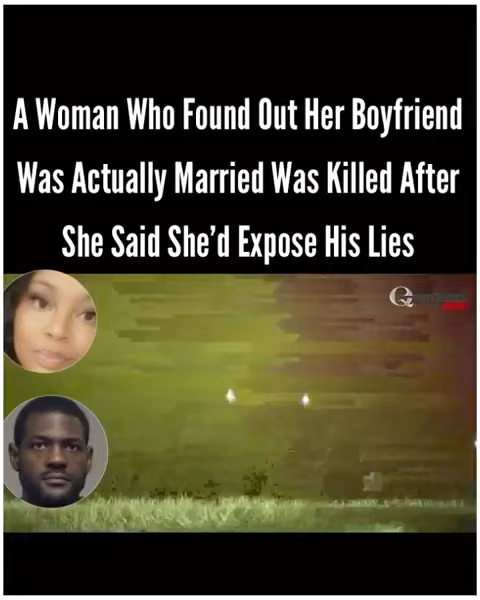 A Woman Who Found Out Her Boyfriend
Was Actually Married Was Killed After
She Said She'd Expose His Lies